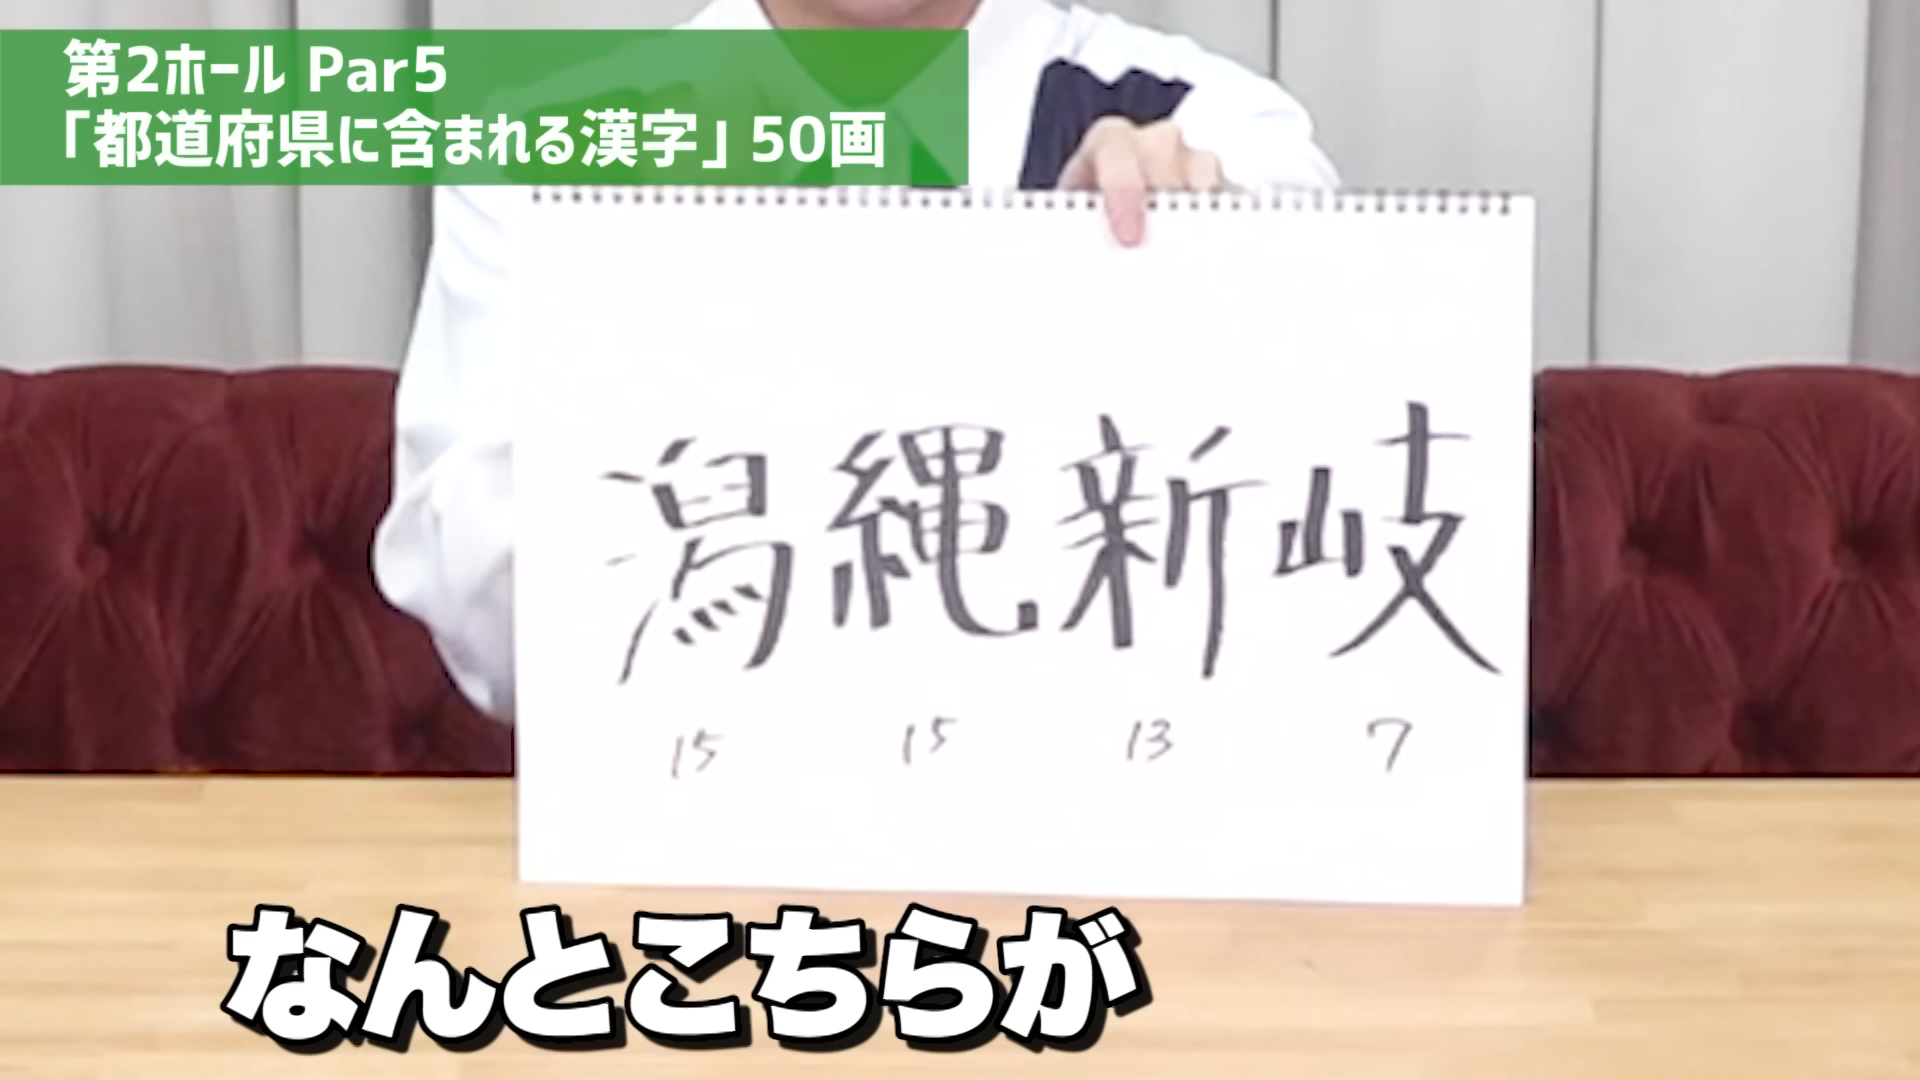 第2ホール Par5
「都道府県に含まれる漢字」50画
潟縄新岐
15 15 13 7
なんとこちらが